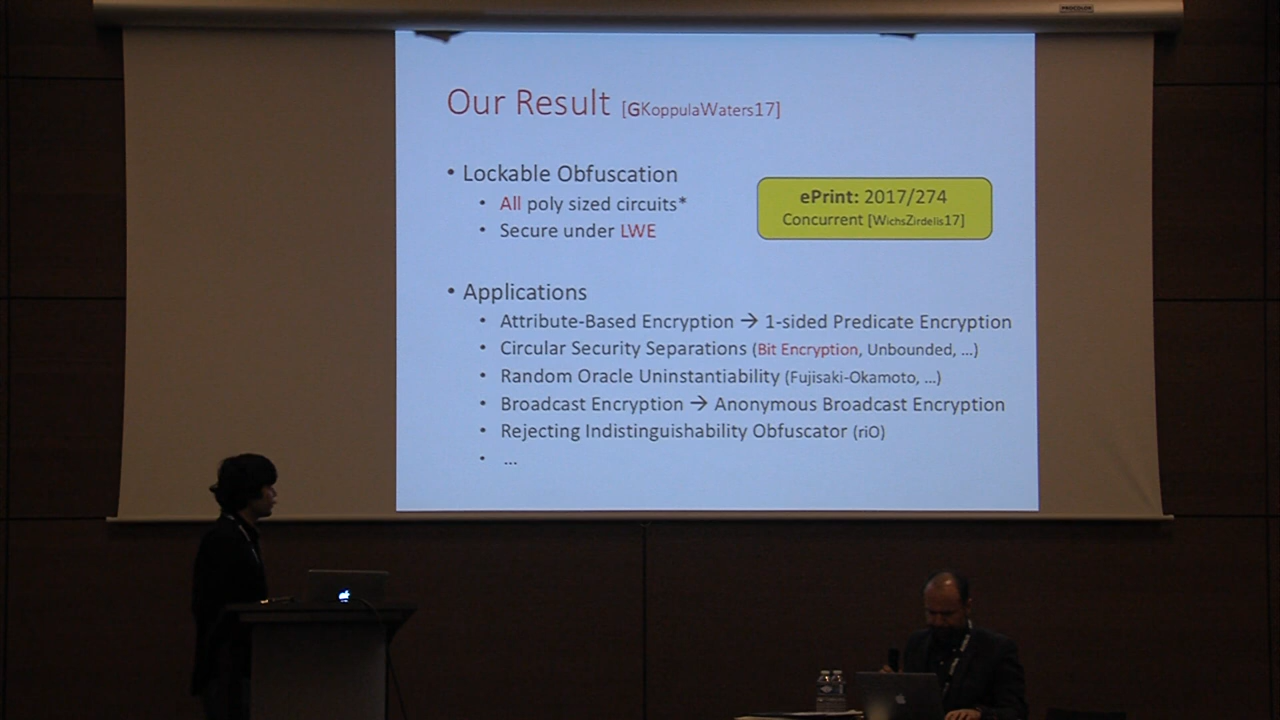 PROCOLOR
Our Result [GKoppulaWaters17]
• Lockable Obfuscation
• All poly sized circuits*
• Secure under LWE
ePrint: 2017/274
Concurrent [WichsZirdelis17]
• Applications
• Attribute-Based Encryption → 1-sided Predicate Encryption
• Circular Security Separations (Bit Encryption, Unbounded, ...)
• Random Oracle Uninstantiability (Fujisaki-Okamoto, ...)
• Broadcast Encryption → Anonymous Broadcast Encryption
• Rejecting Indistinguishability Obfuscator (riO)
• ...